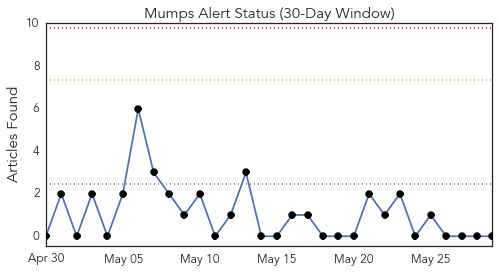 Mumps Alert Status (30-Day Window)
Articles Found
10
8
6
4
2
0
Apr 30
May 05
May 10
May 15
May 20
May 25